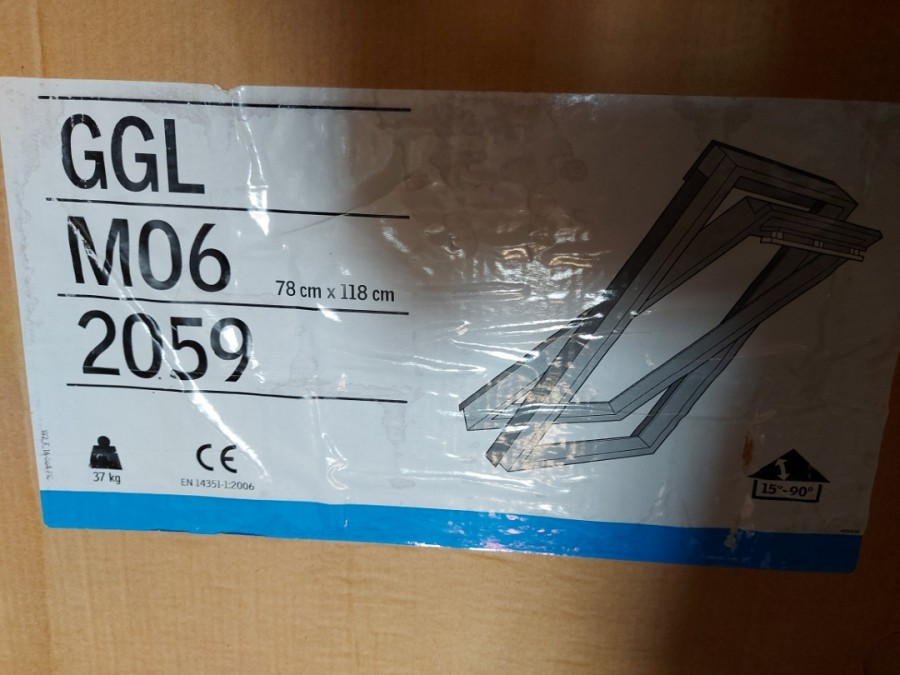 GGL
M06
78 cm x 118 cm
2059
37 kg
CE
EN 14351-1:2006
15°-90°